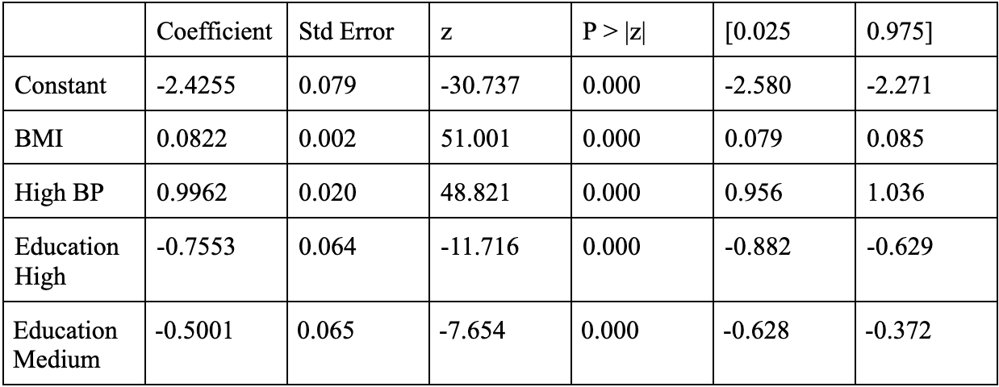 Coefficient Std Error z P > |z| [0.025 0.975]
Constant -2.4255 0.079 -30.737 0.000 -2.580 -2.271
BMI 0.0822 0.002 51.001 0.000 0.079 0.085
High BP 0.9962 0.020 48.821 0.000 0.956 1.036
Education -0.7553 0.064 -11.716 0.000 -0.882 -0.629
High
Education -0.5001 0.065 -7.654 0.000 -0.628 -0.372
Medium